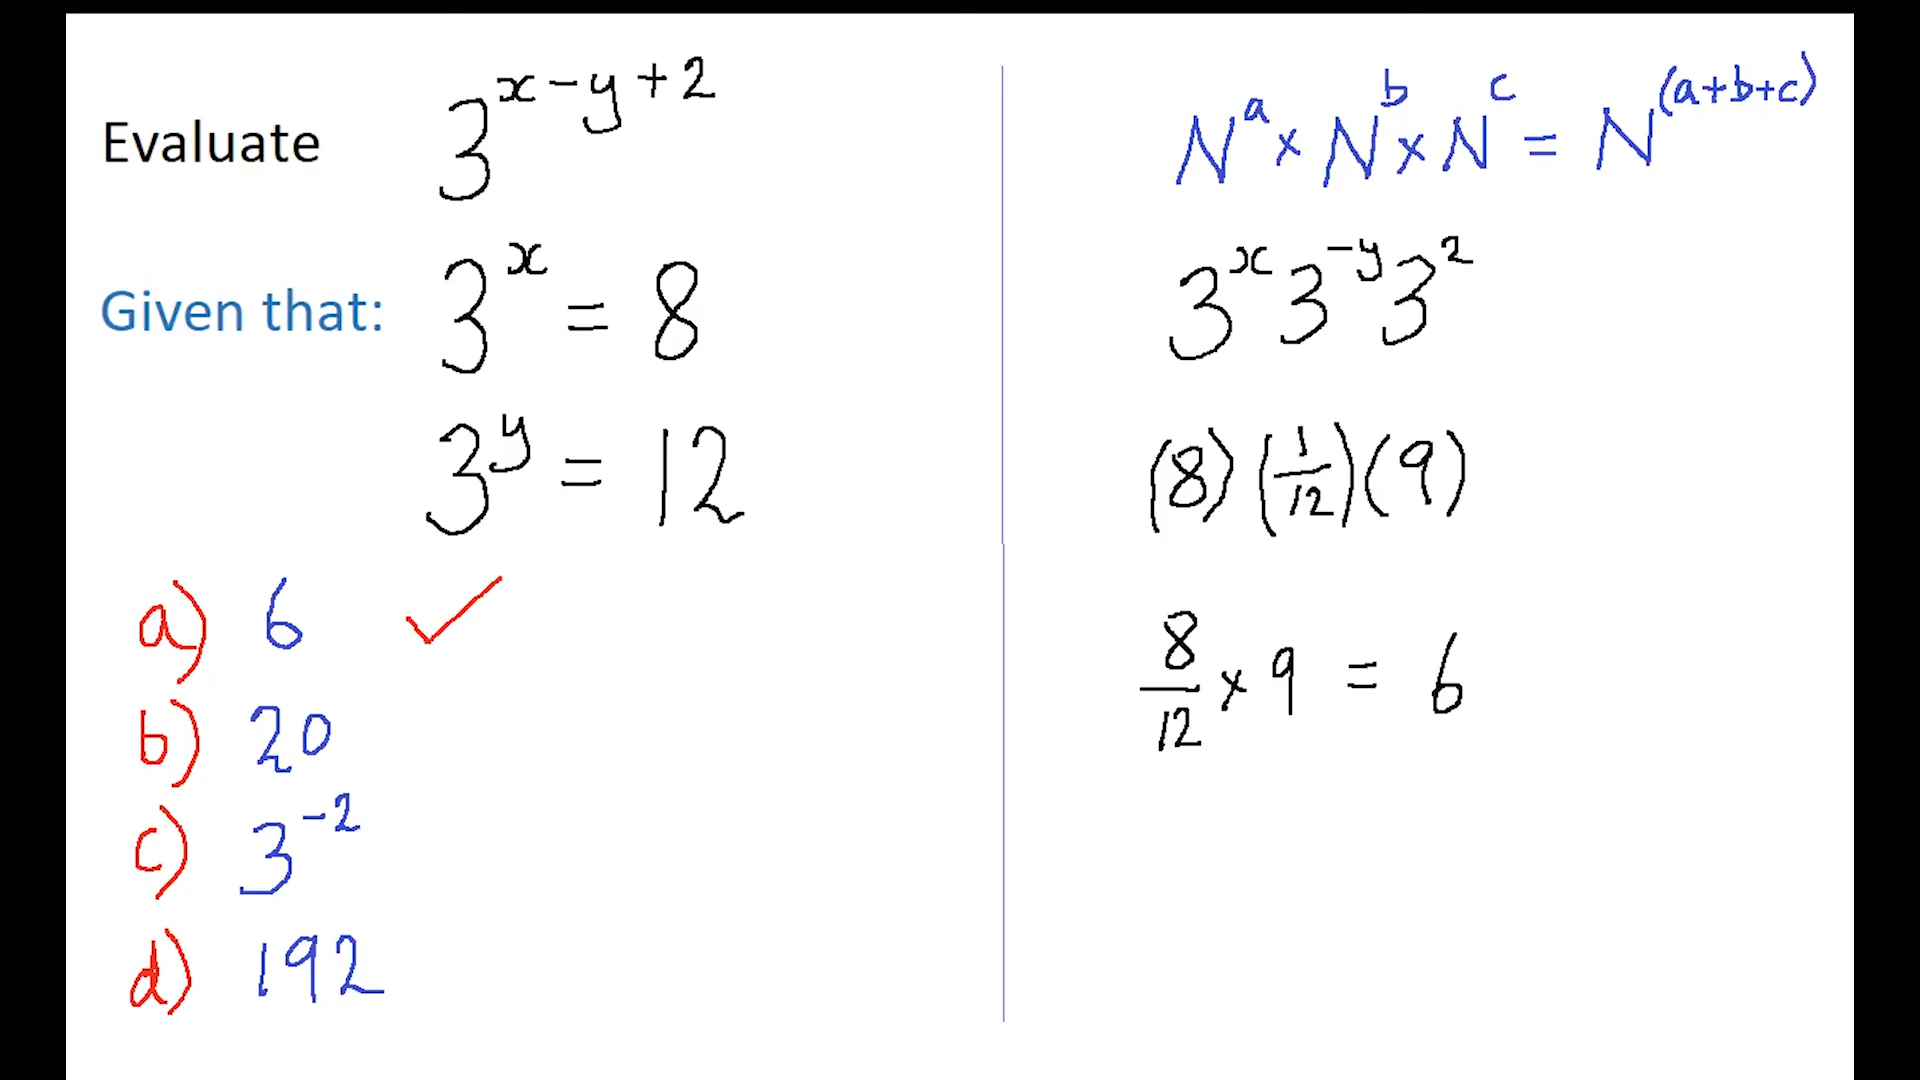 Evaluate 3^{x-y+2}
Given that: 3^x = 8
3^y = 12
a) 6 ✓
b) 20
c) 3^{-2}
d) 192
N^a × N^b × N^c = N^{(a+b+c)}
3^x 3^{-y} 3^2
(8) (1/12) (9)
8/12 × 9 = 6